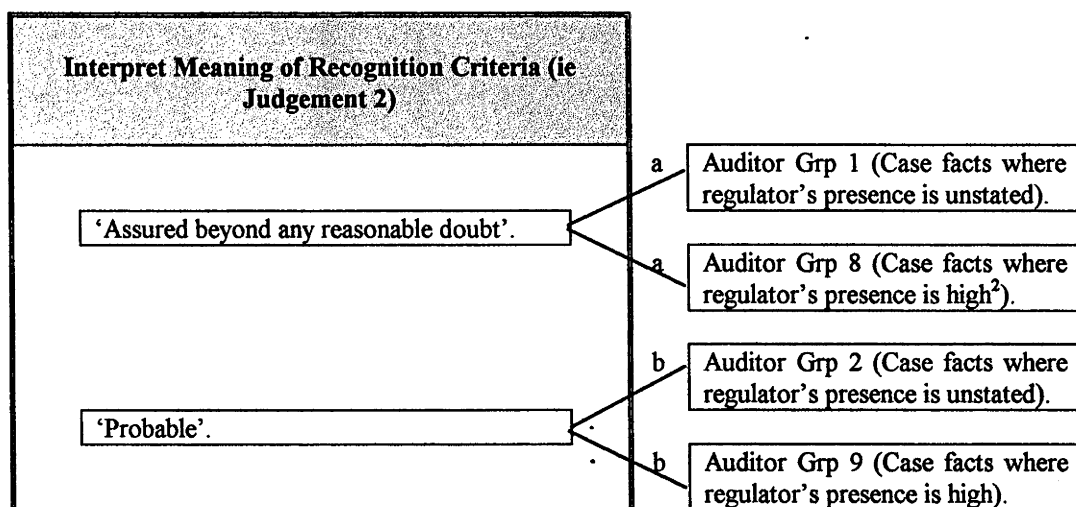 Interpret Meaning of Recognition Criteria (ie
Judgement 2)
a
Auditor Grp 1 (Case facts where
regulator's presence is unstated).
‘Assured beyond any reasonable doubt’.
a
Auditor Grp 8 (Case facts where
regulator's presence is high²).
b
Auditor Grp 2 (Case facts where
regulator's presence is unstated).
‘Probable’.
b
Auditor Grp 9 (Case facts where
regulator's presence is high).